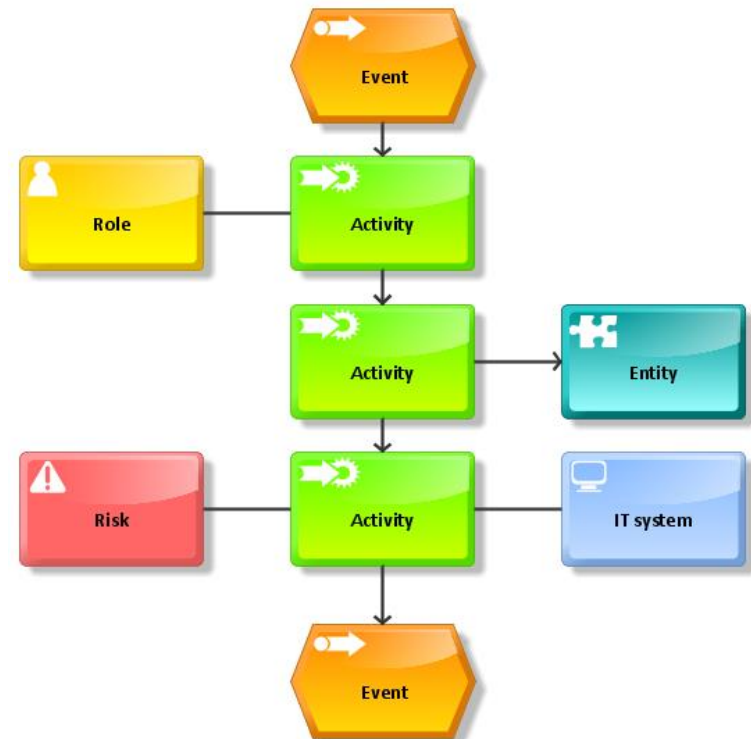 Event
Role
Activity
Activity
Entity
Risk
Activity
IT system
Event